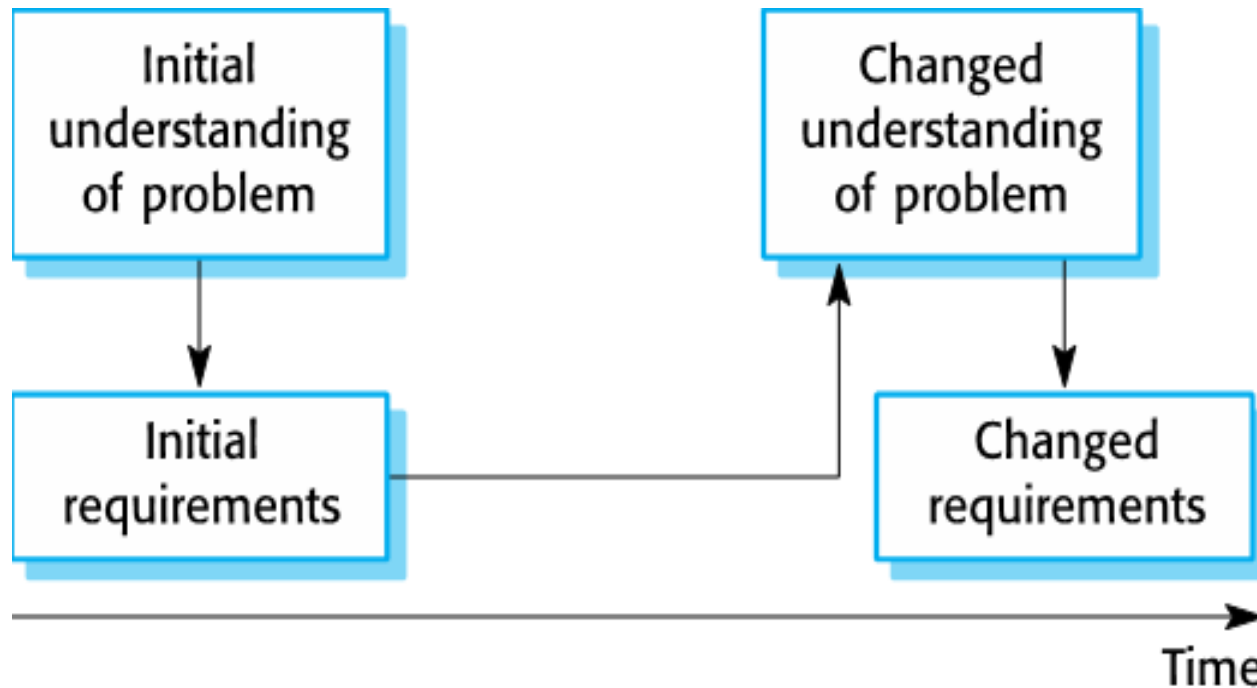 Initial
understanding
of problem
Changed
understanding
of problem
Initial
requirements
Changed
requirements
Time